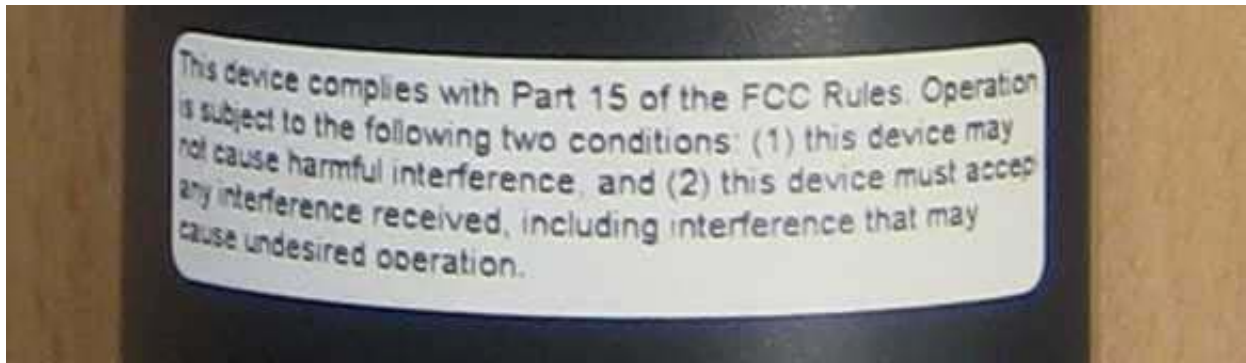 This device complies with Part 15 of the FCC Rules. Operation
is subject to the following two conditions: (1) this device may
not cause harmful interference, and (2) this device must accep
any interference received, including interference that may
cause undesired operation.